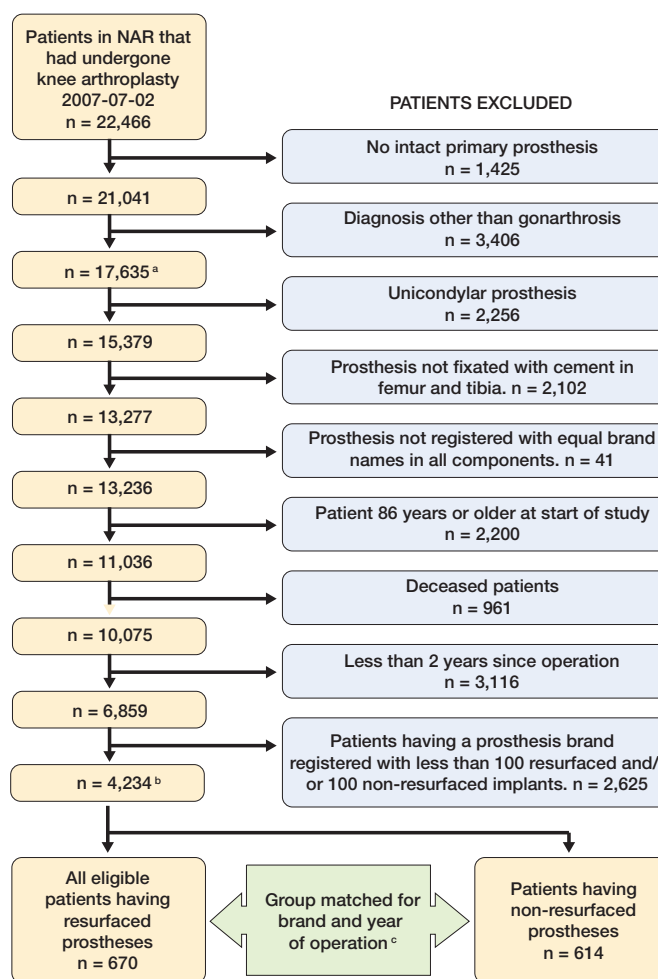 Patients in NAR that
had undergone
knee arthroplasty
2007-07-02
n = 22,466
PATIENTS EXCLUDED
No intact primary prosthesis
n = 1,425
n = 21,041
Diagnosis other than gonarthrosis
n = 3,406
n = 17,635 a
Unicondylar prosthesis
n = 2,256
n = 15,379
Prosthesis not fixated with cement in
femur and tibia. n = 2,102
n = 13,277
Prosthesis not registered with equal brand
names in all components. n = 41
n = 13,236
Patient 86 years or older at start of study
n = 2,200
n = 11,036
Deceased patients
n = 961
n = 10,075
Less than 2 years since operation
n = 3,116
n = 6,859
Patients having a prosthesis brand
registered with less than 100 resurfaced and/
or 100 non-resurfaced implants. n = 2,625
n = 4,234 b
All eligible
patients having
resurfaced
prostheses
n = 670
Group matched for
brand and year
of operation c
Patients having
non-resurfaced
prostheses
n = 614